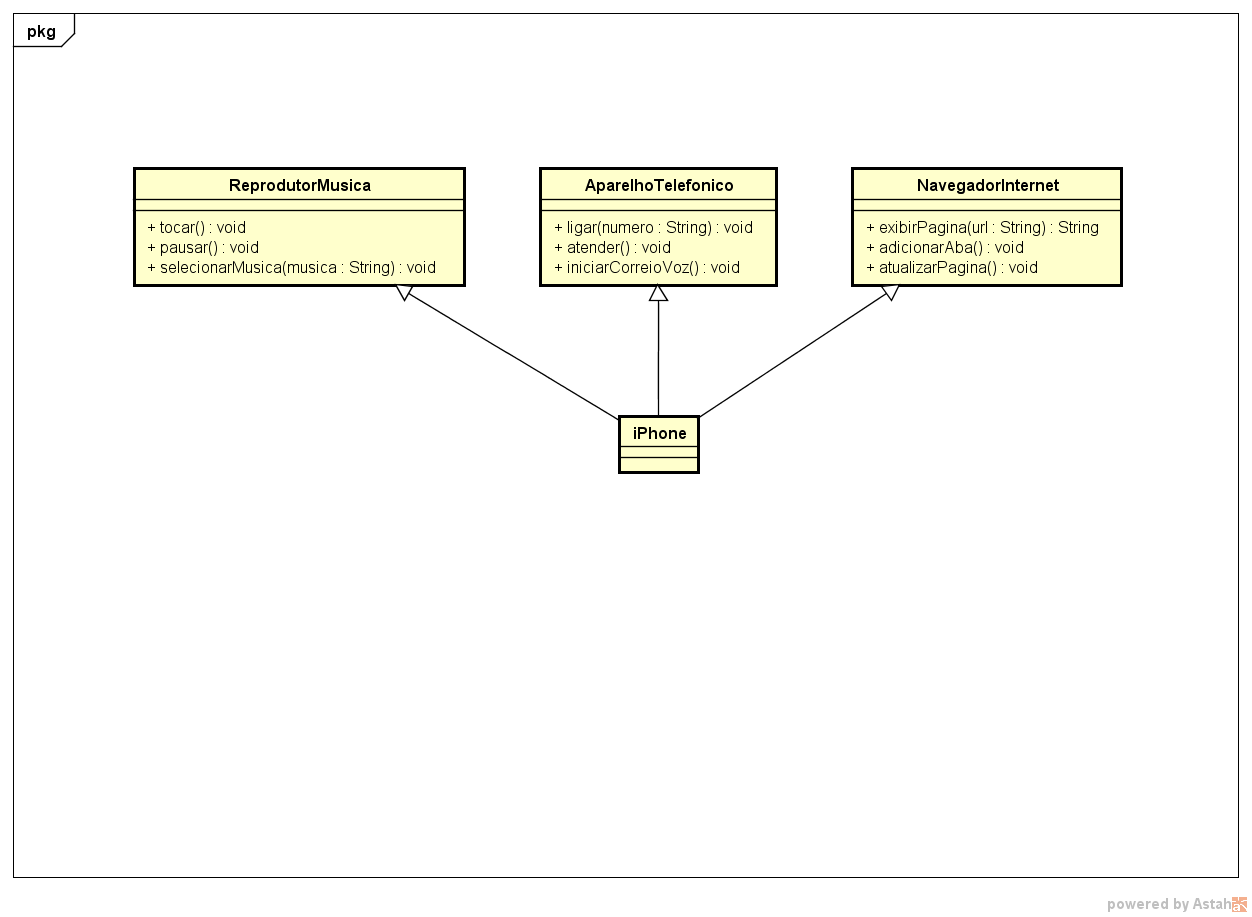 pkg
ReprodutorMusica
+ tocar() : void
+ pausar() : void
+ selecionarMusica(musica : String) : void
AparelhoTelefonico
+ ligar(numero : String) : void
+ atender() : void
+ iniciarCorreioVoz() : void
NavegadorInternet
+ exibirPagina(url : String) : String
+ adicionarAba() : void
+ atualizarPagina() : void
iPhone
powered by Astah